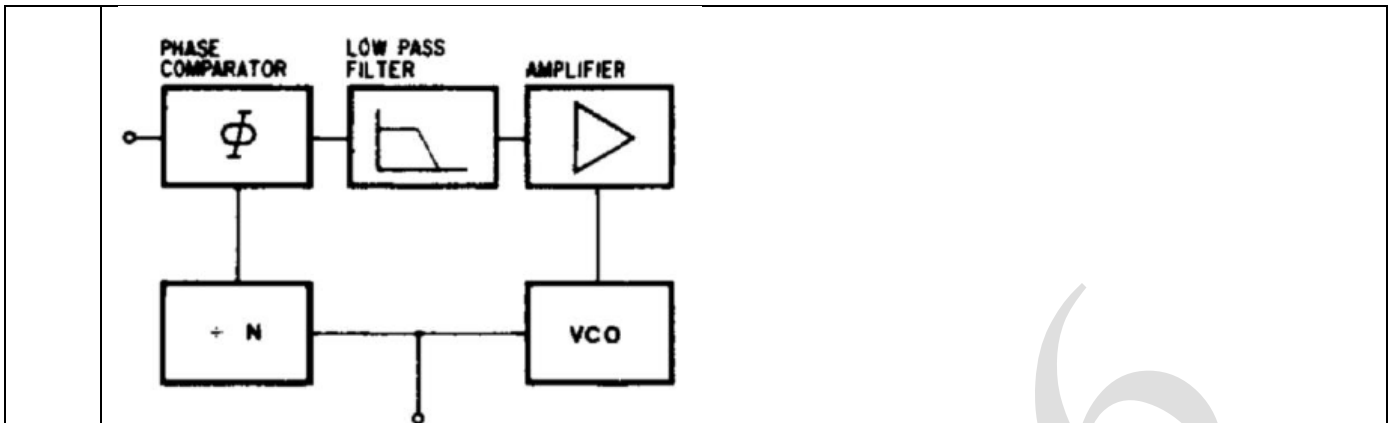 PHASE
COMPARATOR
LOW PASS
FILTER
AMPLIFIER
Φ
÷ N
VCO